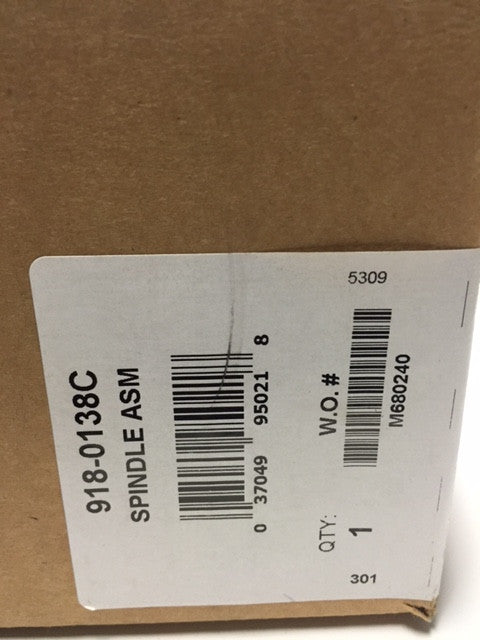 918-0138C
SPINDLE ASM
0 37049 95021 8
QTY: W.O.#
1
M680240
301
5309